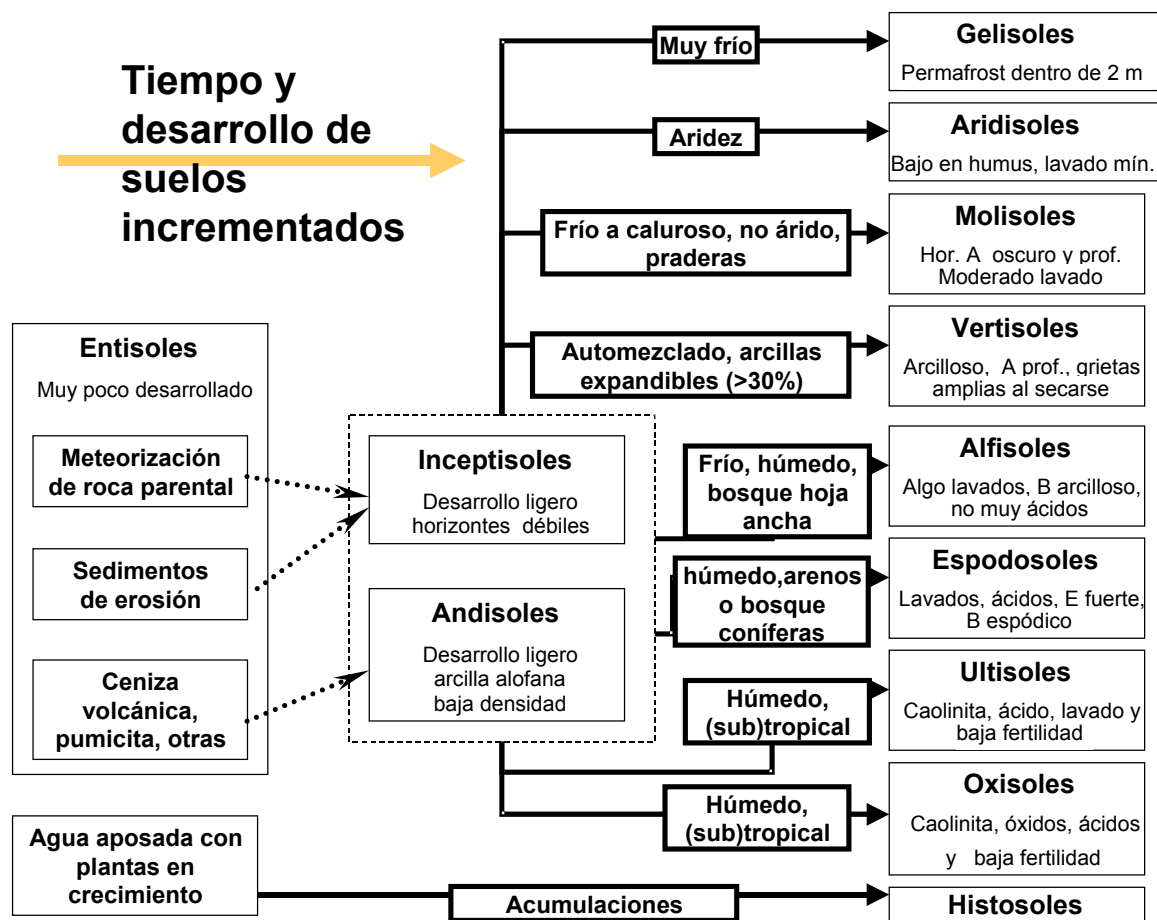 Tiempo y
desarrollo de
suelos
incrementados
Muy frío
Gelisoles
Permafrost dentro de 2 m
Aridez
Aridisoles
Bajo en humus, lavado mín.
Frío a caluroso, no árido,
praderas
Molisoles
Hor. A oscuro y prof.
Moderado lavado
Automezclado, arcillas
expandibles (>30%)
Vertisoles
Arcilloso, A prof., grietas
amplias al secarse
Entisoles
Muy poco desarrollado
Meteorización
de roca parental
Sedimentos
de erosión
Ceniza
volcánica,
pumicita, otras
Inceptisoles
Desarrollo ligero
horizontes débiles
Andisoles
Desarrollo ligero
arcilla alofana
baja densidad
Frío, húmedo,
bosque hoja
ancha
Alfisoles
Algo lavados, B arcilloso,
no muy ácidos
húmedo,arenos
o bosque
coníferas
Espodosoles
Lavados, ácidos, E fuerte,
B espódico
Húmedo,
(sub)tropical
Ultisoles
Caolinita, ácido, lavado y
baja fertilidad
Húmedo,
(sub)tropical
Oxisoles
Caolinita, óxidos, ácidos
y baja fertilidad
Agua aposada con
plantas en
crecimiento
Acumulaciones
Histosoles